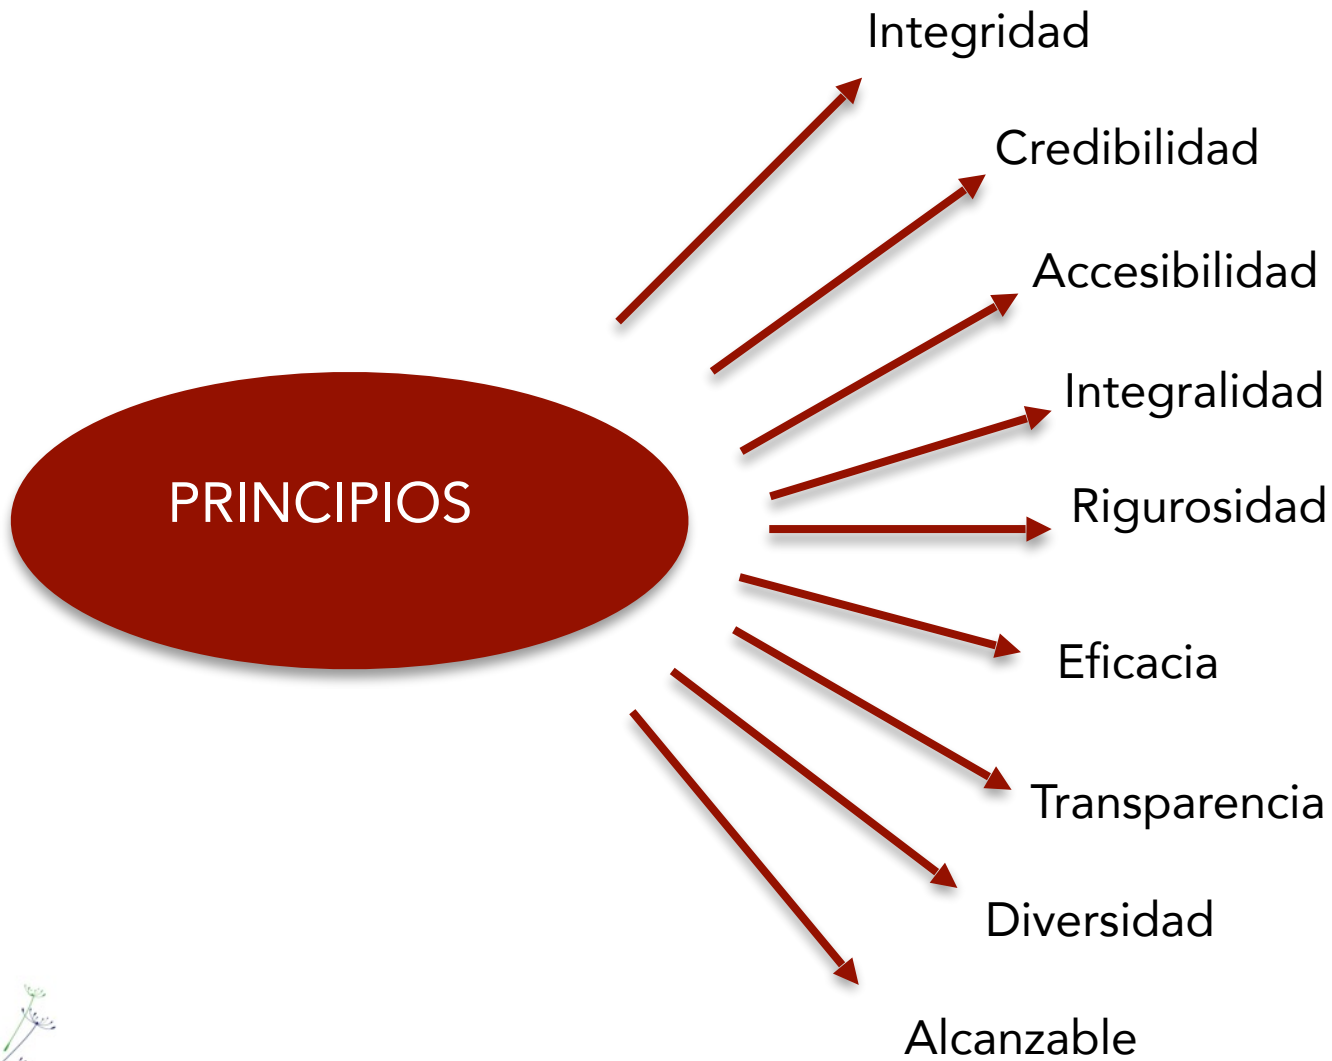 Integridad
Credibilidad
Accesibilidad
Integralidad
PRINCIPIOS
Rigurosidad
Eficacia
Transparencia
Diversidad
Alcanzable